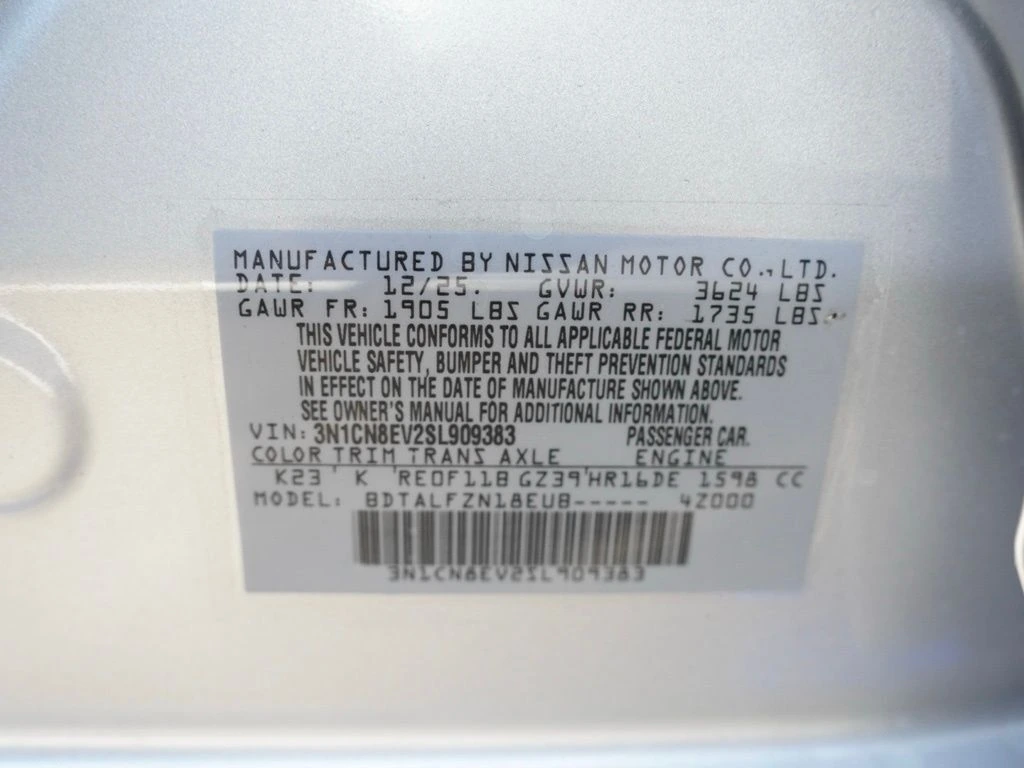 MANUFACTURED BY NISSAN MOTOR CO., LTD.
DATE: 12/25. GVWR: 3624 LBS
GAWR FR: 1905 LBS GAWR RR: 1735 LBS
THIS VEHICLE CONFORMS TO ALL APPLICABLE FEDERAL MOTOR
VEHICLE SAFETY, BUMPER AND THEFT PREVENTION STANDARDS
IN EFFECT ON THE DATE OF MANUFACTURE SHOWN ABOVE.
SEE OWNER'S MANUAL FOR ADDITIONAL INFORMATION.
VIN: 3N1CN8EV2SL909383 PASSENGER CAR.
COLOR TRIM TRANS AXLE ENGINE
K23 ' K 'RE0F11B GZ39'HR16DE 1598 CC
MODEL: BDTALFZN18EUB----- 4Z000
3N1CN8EV2SL909383